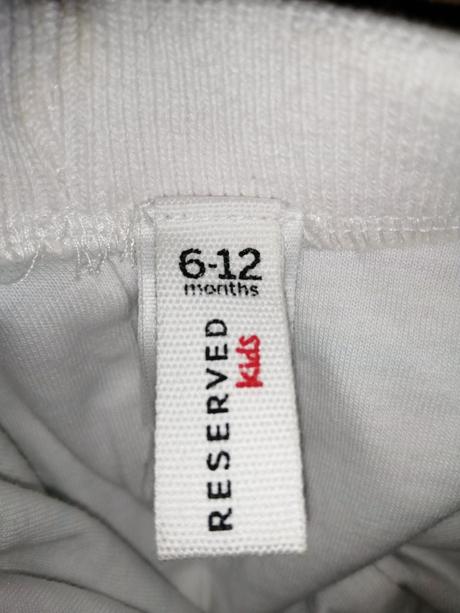 6-12
months
RESERVED
kids